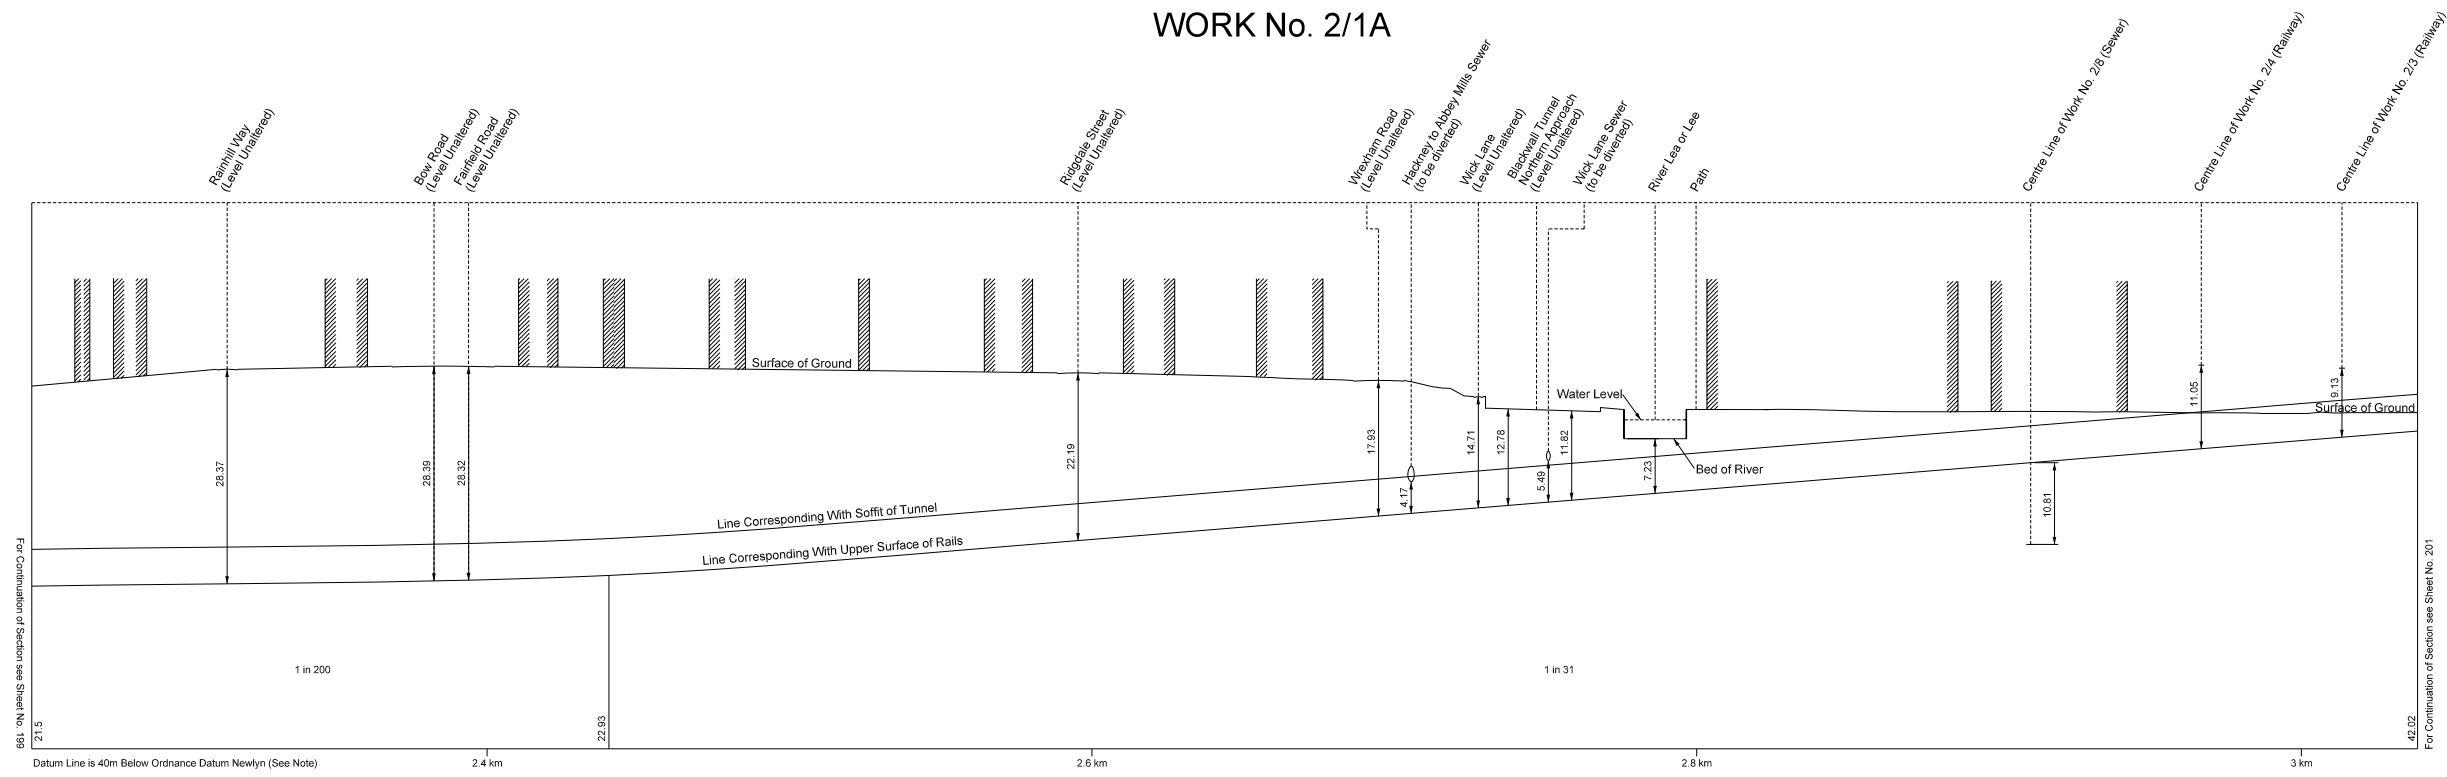 WORK No. 2/1A
Rainhill Way
(Level Unaltered)
Bow Road
(Level Unaltered)
Fairfield Road
(Level Unaltered)
Ridgdale Street
(Level Unaltered)
Wrexham Road
(Level Unaltered)
Hackney to Abbey Mills Sewer
(to be diverted)
Wick Lane
(Level Unaltered)
Blackwall Tunnel
Northern Approach
(Level Unaltered)
Wick Lane Sewer
(to be diverted)
River Lea or Lee
Path
Centre Line of Work No. 2/8 (Sewer)
Centre Line of Work No. 2/4 (Railway)
Centre Line of Work No. 2/3 (Railway)
Surface of Ground
Water Level
Surface of Ground
Bed of River
28.37
28.39
28.32
22.19
17.93
4.17
14.71
12.78
5.49
11.82
7.23
10.81
11.05
9.13
Line Corresponding With Soffit of Tunnel
Line Corresponding With Upper Surface of Rails
For Continuation of Section see Sheet No. 199
For Continuation of Section see Sheet No. 201
1 in 200
1 in 31
21.5
22.93
42.02
Datum Line is 40m Below Ordnance Datum Newlyn (See Note)
2.4 km
2.6 km
2.8 km
3 km